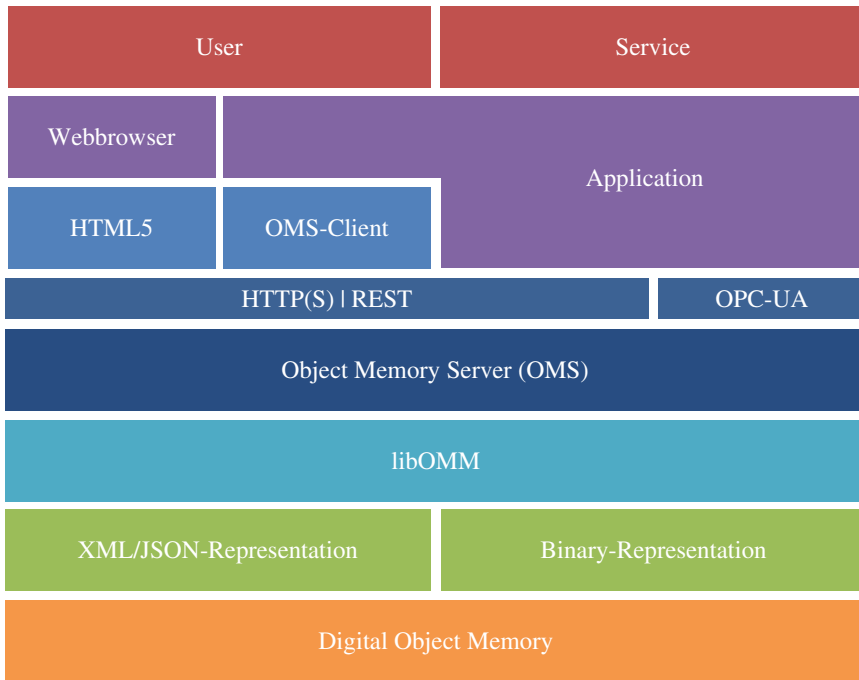 User
Service
Webbrowser
Application
HTML5
OMS-Client
HTTP(S) | REST
OPC-UA
Object Memory Server (OMS)
libOMM
XML/JSON-Representation
Binary-Representation
Digital Object Memory